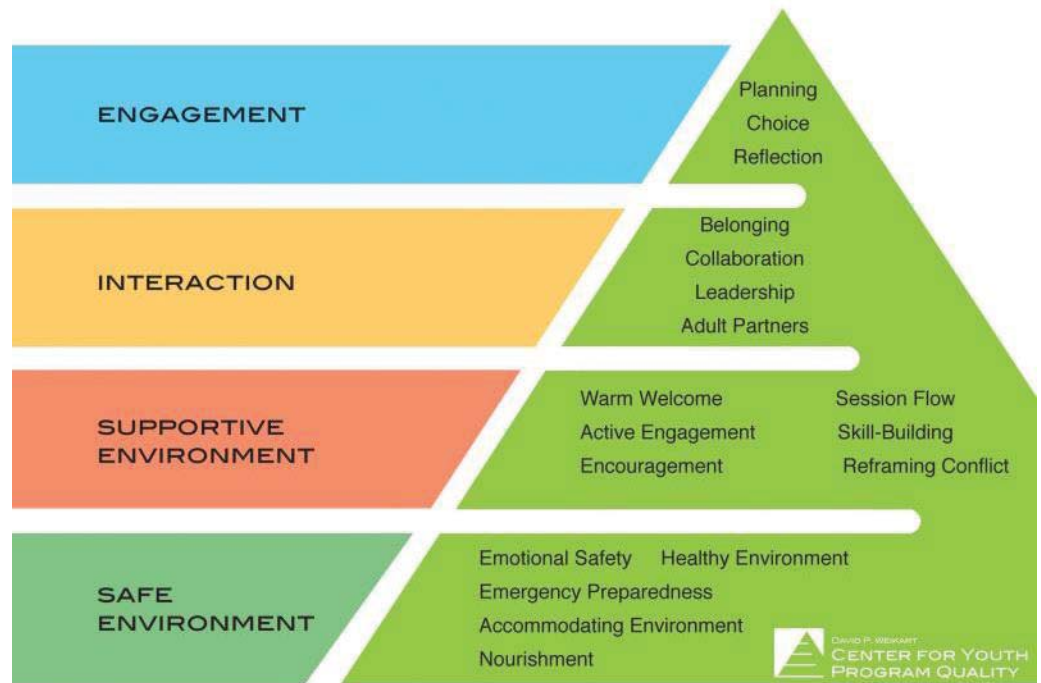 ENGAGEMENT
Planning
Choice
Reflection
INTERACTION
Belonging
Collaboration
Leadership
Adult Partners
SUPPORTIVE
ENVIRONMENT
Warm Welcome
Active Engagement
Encouragement
Session Flow
Skill-Building
Reframing Conflict
SAFE
ENVIRONMENT
Emotional Safety Healthy Environment
Emergency Preparedness
Accommodating Environment
Nourishment
DAVID P. WEIKART
CENTER FOR YOUTH
PROGRAM QUALITY